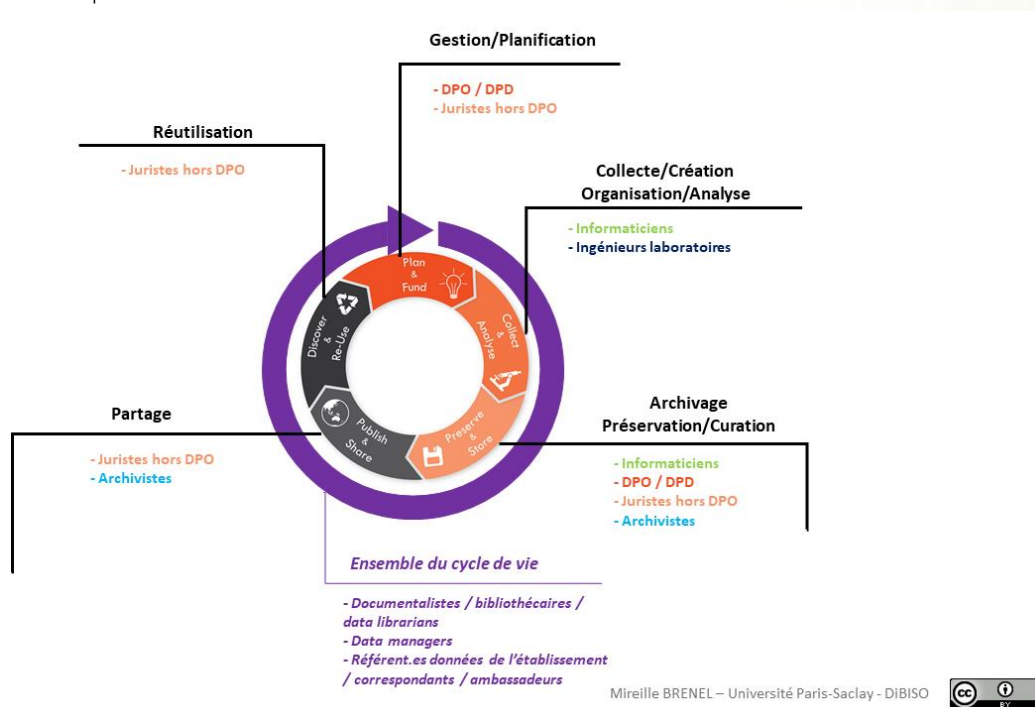 Gestion/Planification
- DPO / DPD
- Juristes hors DPO
Réutilisation
- Juristes hors DPO
Collecte/Création
Organisation/Analyse
- Informaticiens
- Ingénieurs laboratoires
Plan
&
Fund
Collect
&
Analyse
Preserve
&
Store
Publish
&
Share
Discover
&
Re-Use
Archivage
Préservation/Curation
- Informaticiens
- DPO / DPD
- Juristes hors DPO
- Archivistes
Partage
- Juristes hors DPO
- Archivistes
Ensemble du cycle de vie
- Documentalistes / bibliothécaires /
data librarians
- Data managers
- Référent.es données de l'établissement
/ correspondants / ambassadeurs
Mireille BRENEL – Université Paris-Saclay - DiBISO
cc
BY